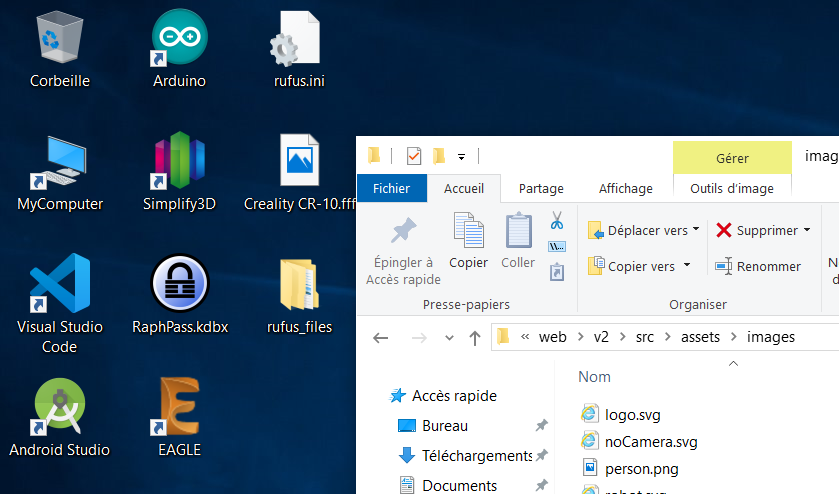 Corbeille
Arduino
rufus.ini
MyComputer
Simplify3D
Creality CR-10.fff
Visual Studio
Code
RaphPass.kdbx
rufus_files
Android Studio
EAGLE
Gérer
Fichier
Accueil
Partage
Affichage
Outils d'image
Épingler à
Accès rapide
Copier
Coller
Déplacer vers
Copier vers
Supprimer
Renommer
Presse-papiers
Organiser
« web > v2 > src > assets > images
Nom
Accès rapide
Bureau
Téléchargements
Documents
logo.svg
noCamera.svg
person.png